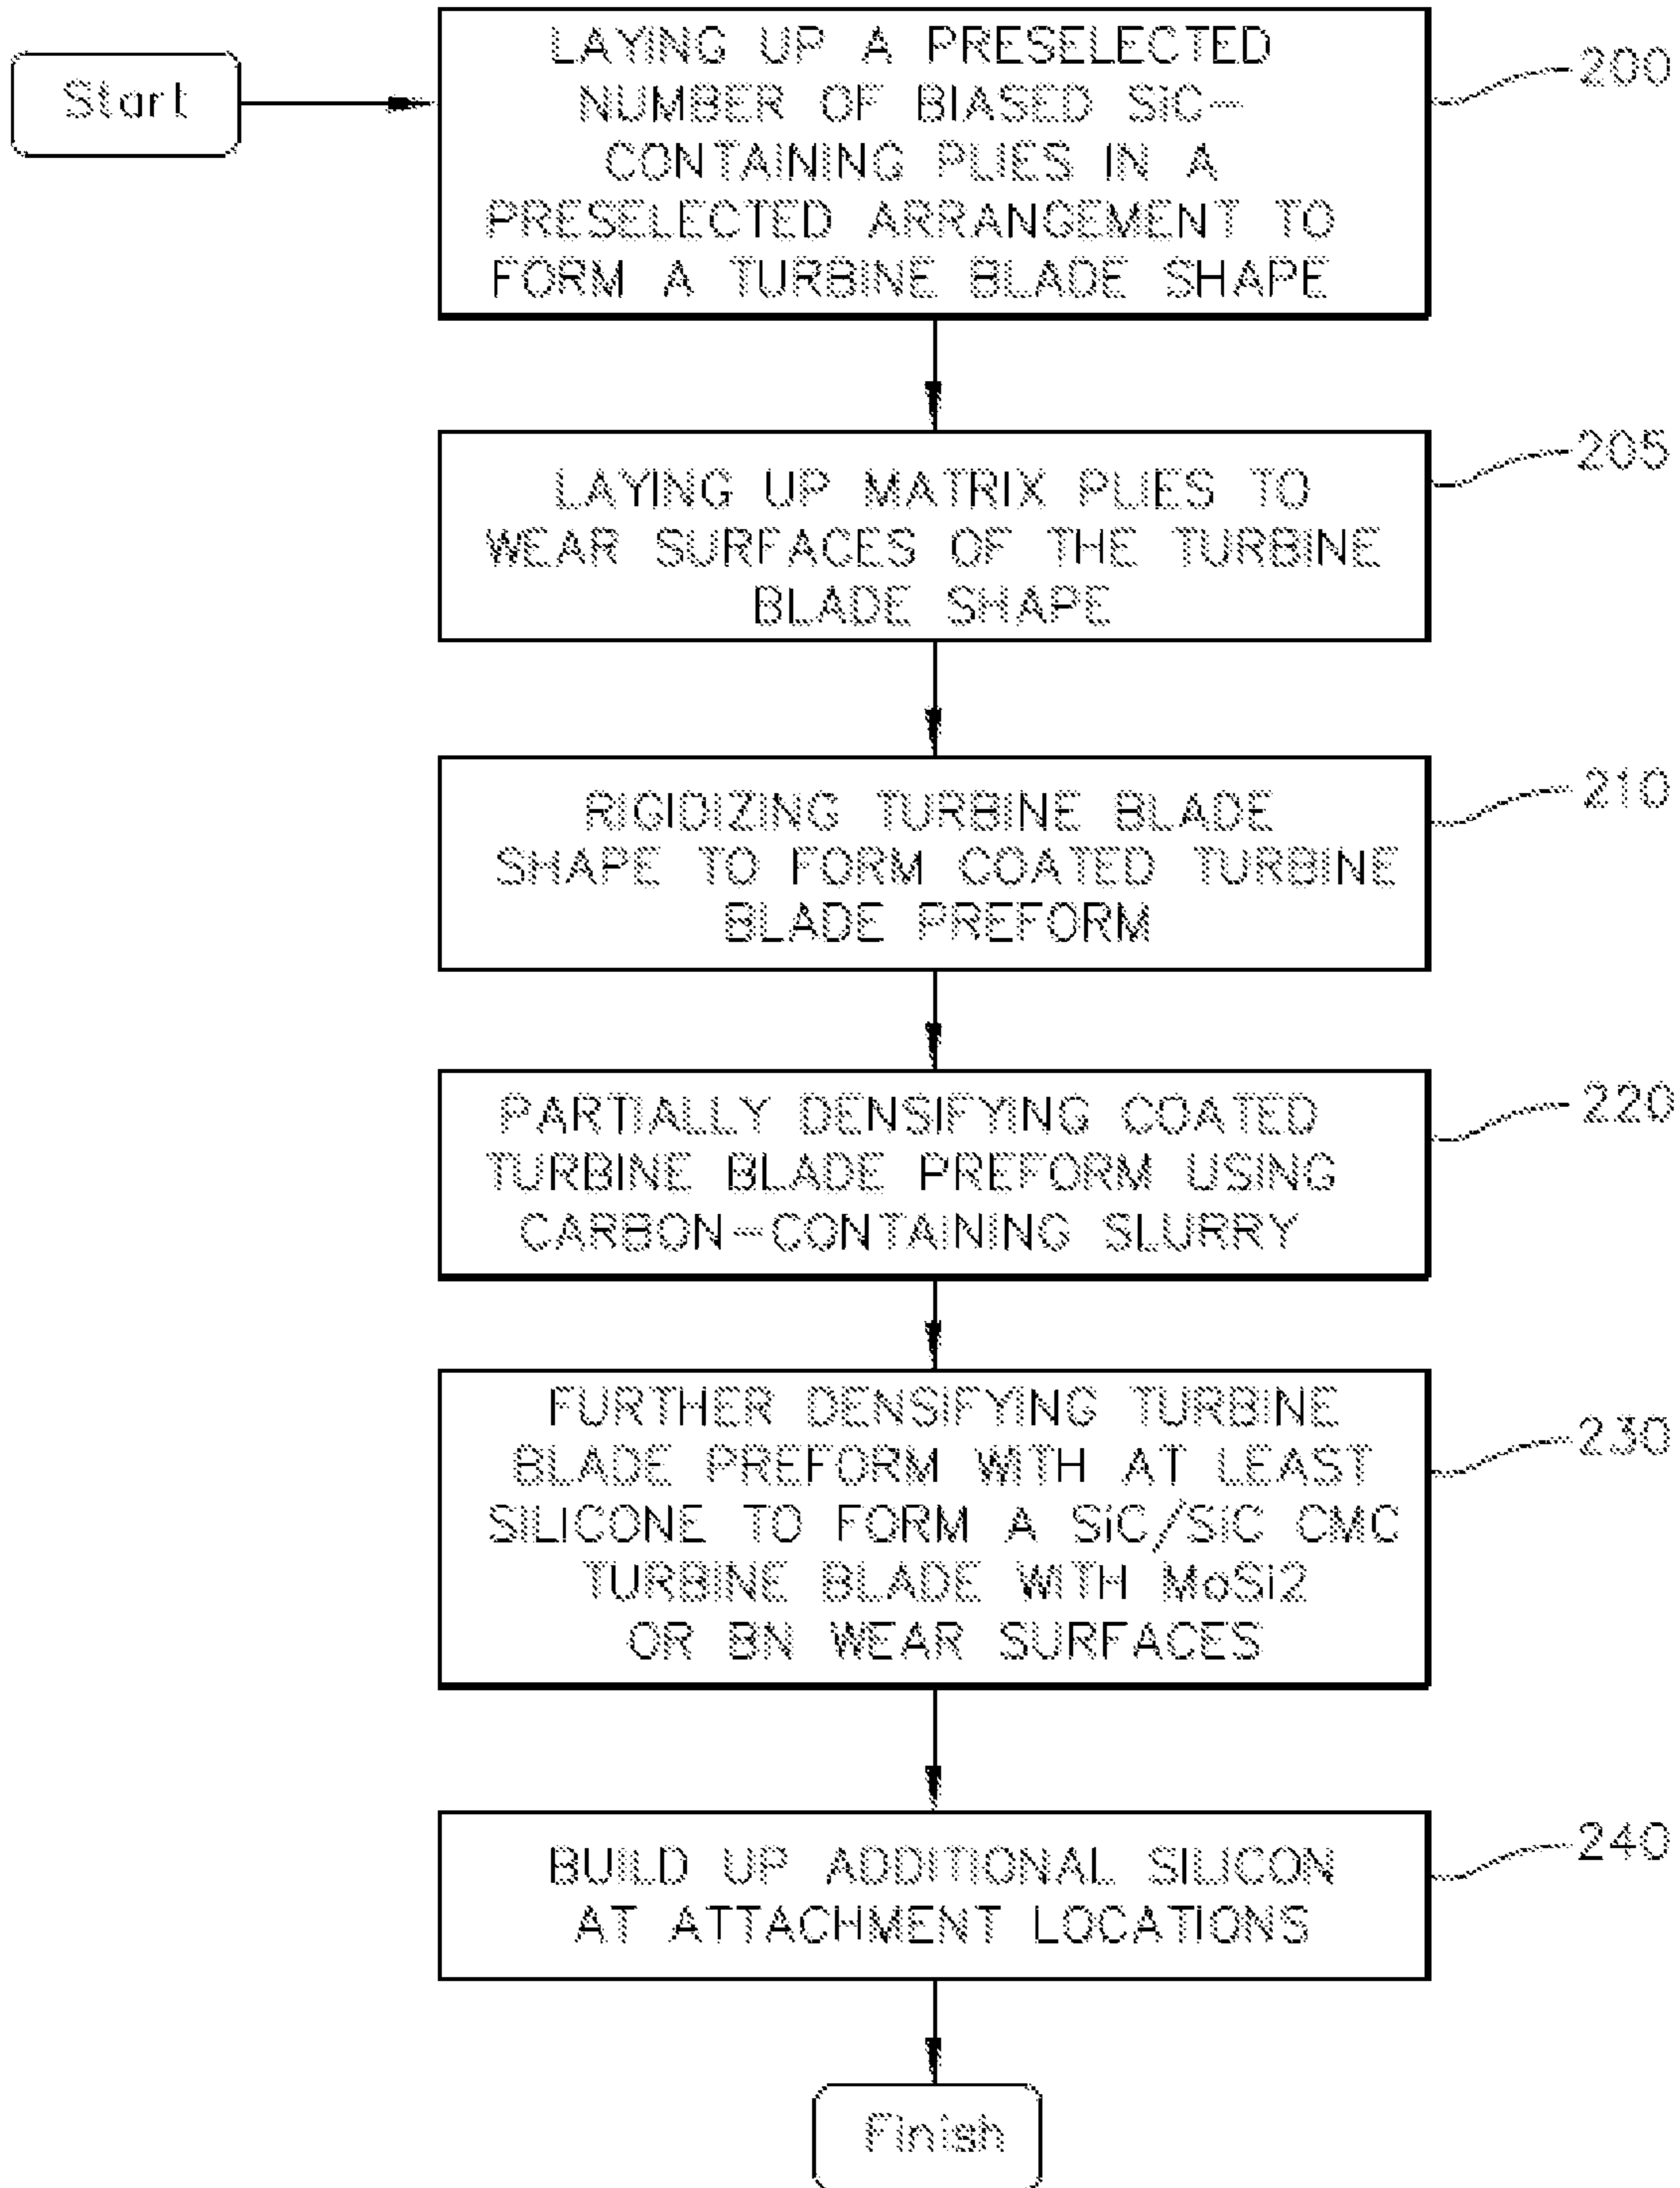 Start
LAYING UP A PRESELECTED
NUMBER OF BIASED SiC-
CONTAINING PLIES IN A
PRESELECTED ARRANGEMENT TO
FORM A TURBINE BLADE SHAPE
200
LAYING UP MATRIX PLIES TO
WEAR SURFACES OF THE TURBINE
BLADE SHAPE
205
RIGIDIZING TURBINE BLADE
SHAPE TO FORM COATED TURBINE
BLADE PREFORM
210
PARTIALLY DENSIFYING COATED
TURBINE BLADE PREFORM USING
CARBON-CONTAINING SLURRY
220
FURTHER DENSIFYING TURBINE
BLADE PREFORM WITH AT LEAST
SILICONE TO FORM A SiC/SiC CMC
TURBINE BLADE WITH MoSi2
OR BN WEAR SURFACES
230
BUILD UP ADDITIONAL SILICON
AT ATTACHMENT LOCATIONS
240
Finish